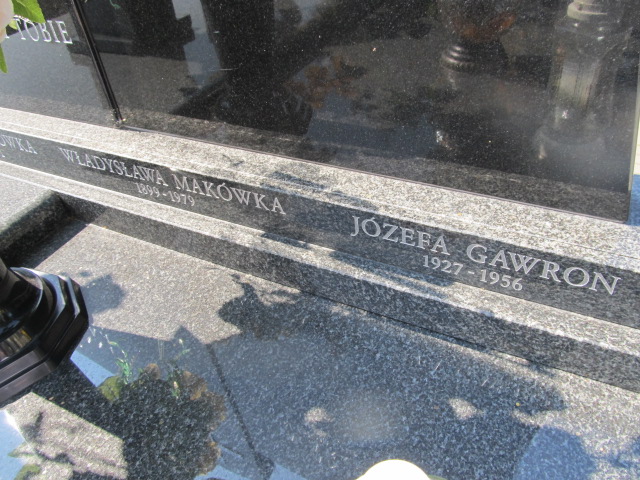 TOBIE
WŁADYSŁAWA MAKÓWKA
1899-1979
JÓZEFA GAWRON
1927-1956